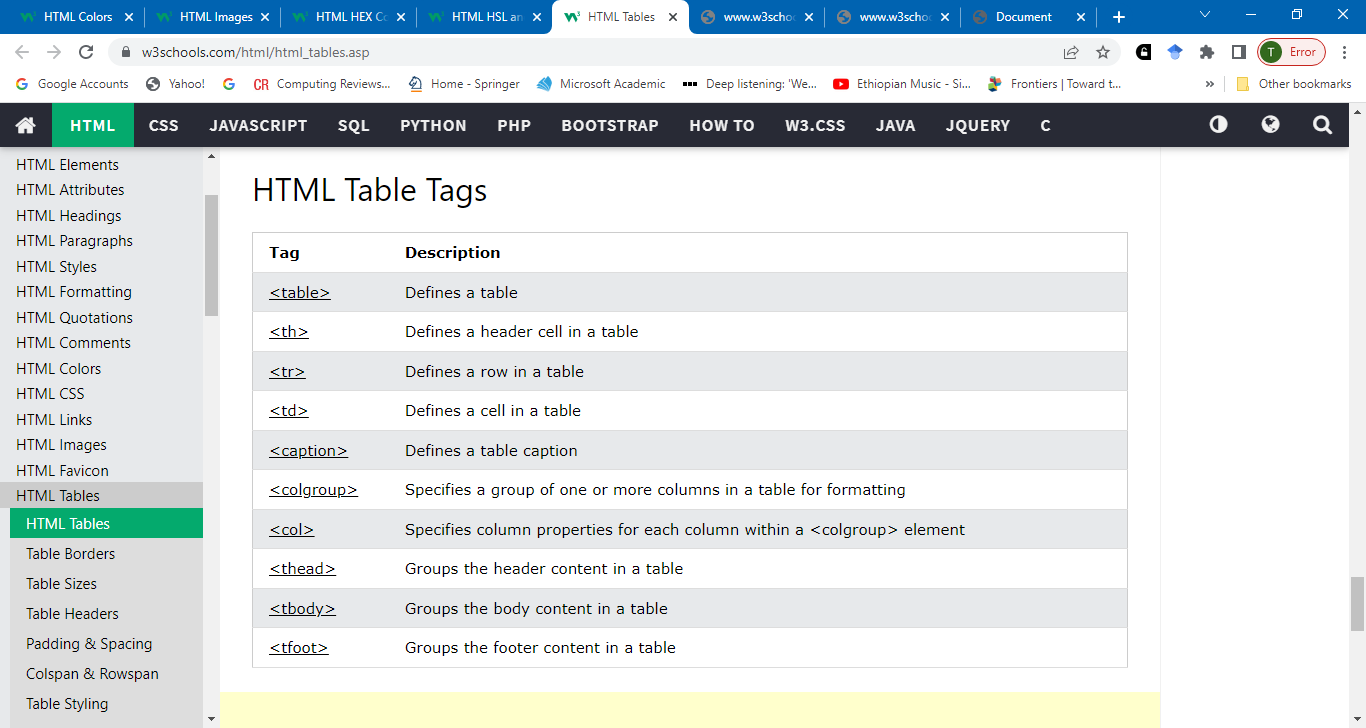 HTML Colors
HTML Images
HTML HEX Co
HTML HSL an
HTML Tables
www.w3schoo
www.w3schoo
Document
w3schools.com/html/html_tables.asp
T Error
Google Accounts
Yahoo!
CR Computing Reviews...
Home - Springer
Microsoft Academic
Deep listening: 'We...
Ethiopian Music - Si...
Frontiers | Toward t...
»
Other bookmarks
HTML CSS JAVASCRIPT SQL PYTHON PHP BOOTSTRAP HOW TO W3.CSS JAVA JQUERY C
HTML Elements
HTML Attributes
HTML Headings
HTML Paragraphs
HTML Styles
HTML Formatting
HTML Quotations
HTML Comments
HTML Colors
HTML CSS
HTML Links
HTML Images
HTML Favicon
HTML Tables
HTML Tables
Table Borders
Table Sizes
Table Headers
Padding & Spacing
Colspan & Rowspan
Table Styling
HTML Table Tags
Tag Description
<table> Defines a table
<th> Defines a header cell in a table
<tr> Defines a row in a table
<td> Defines a cell in a table
<caption> Defines a table caption
<colgroup> Specifies a group of one or more columns in a table for formatting
<col> Specifies column properties for each column within a <colgroup> element
<thead> Groups the header content in a table
<tbody> Groups the body content in a table
<tfoot> Groups the footer content in a table